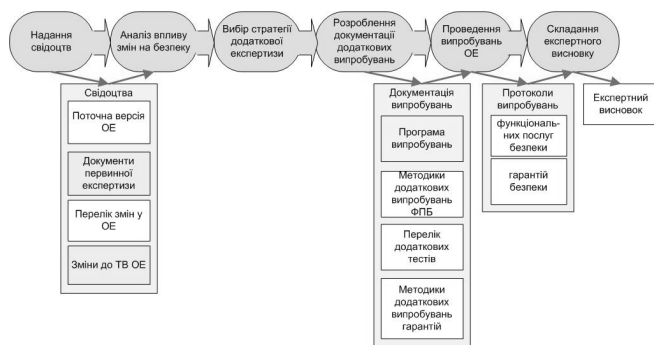 Надання
свідоцтв
Аналіз впливу
змін на безпеку
Вибір стратегії
додаткової
експертизи
Розроблення
документації
додаткових
випробувань
Проведення
випробувань
ОЕ
Складання
експертного
висновку
Свідоцтва
Поточна версія
ОЕ
Документи
первинної
експертизи
Перелік змін у
ОЕ
Зміни до ТВ ОЕ
Документація
випробувань
Програма
випробувань
Методики
додаткових
випробувань
ФПБ
Перелік
додаткових
тестів
Методики
додаткових
випробувань
гарантій
Протоколи
випробувань
функціональ-
них послуг
безпеки
гарантій
безпеки
Експертний
висновок